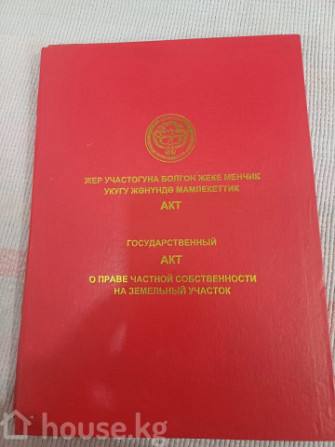 ЖЕР УЧАСТОГУНА БОЛГОН ЖЕКЕ МЕНЧИК
УКУГУ ЖӨНҮНДӨ МАМЛЕКЕТТИК
АКТ
ГОСУДАРСТВЕННЫЙ
АКТ
О ПРАВЕ ЧАСТНОЙ СОБСТВЕННОСТИ
НА ЗЕМЕЛЬНЫЙ УЧАСТОК
house.kg